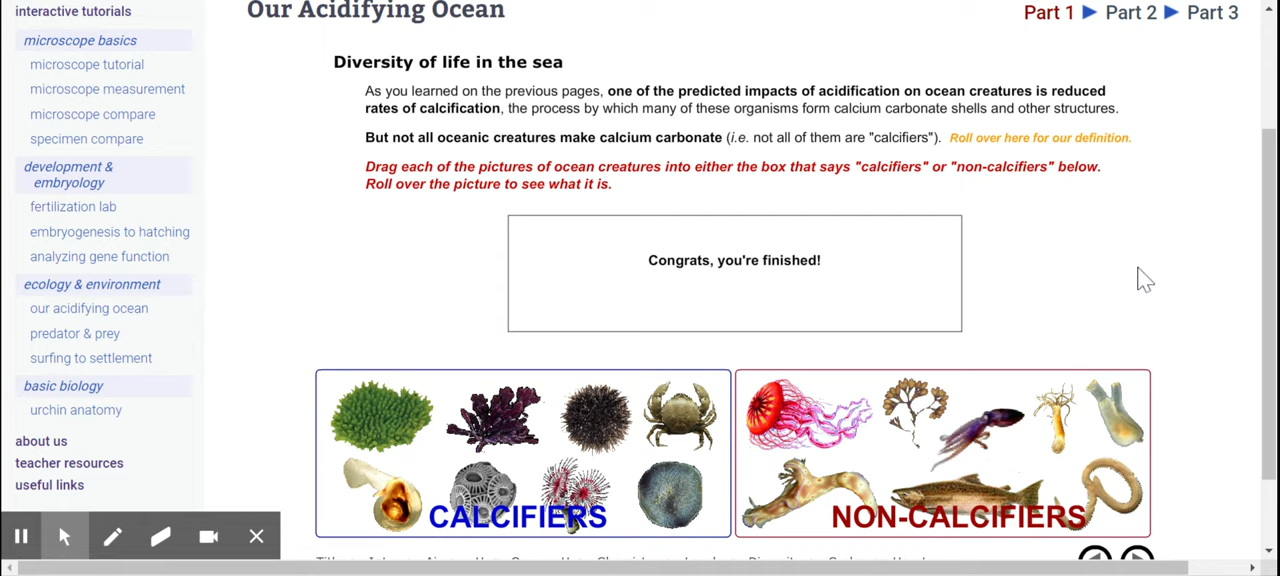 interactive tutorials
Our Acidifying Ocean
Part 1 ▶ Part 2 ▶ Part 3
microscope basics
microscope tutorial
microscope measurement
microscope compare
specimen compare
development &
embryology
fertilization lab
embryogenesis to hatching
analyzing gene function
ecology & environment
our acidifying ocean
predator & prey
surfing to settlement
basic biology
urchin anatomy
about us
teacher resources
useful links
Diversity of life in the sea
As you learned on the previous pages, one of the predicted impacts of acidification on ocean creatures is reduced
rates of calcification, the process by which many of these organisms form calcium carbonate shells and other structures.
But not all oceanic creatures make calcium carbonate (i.e. not all of them are "calcifiers"). Roll over here for our definition.
Drag each of the pictures of ocean creatures into either the box that says "calcifiers" or "non-calcifiers" below.
Roll over the picture to see what it is.
Congrats, you're finished!
CALCIFIERS
NON-CALCIFIERS